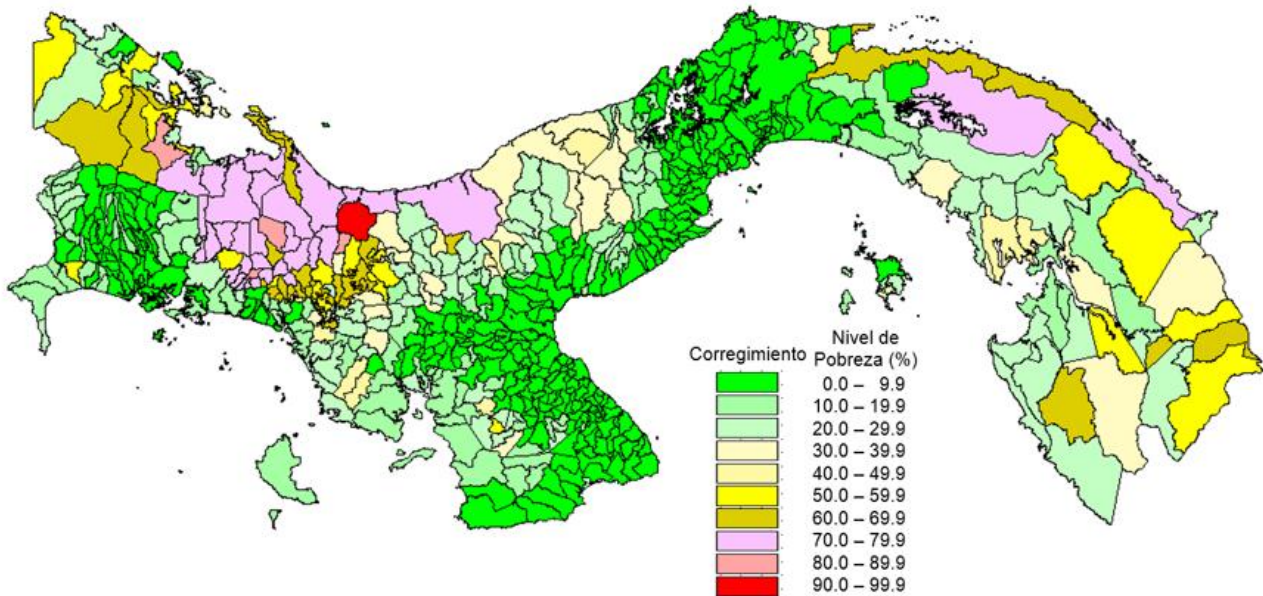 Nivel de
Corregimiento Pobreza (%)
0.0 – 9.9
10.0 – 19.9
20.0 – 29.9
30.0 – 39.9
40.0 – 49.9
50.0 – 59.9
60.0 – 69.9
70.0 – 79.9
80.0 – 89.9
90.0 – 99.9